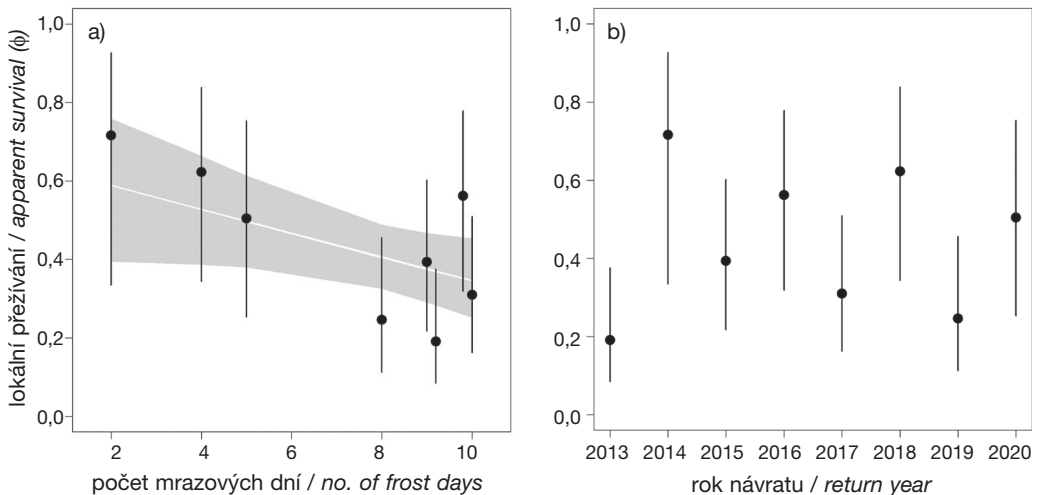 lokální přežívání / apparent survival (ϕ)
a)
1,0
0,8
0,6
0,4
0,2
0,0
2 4 6 8 10
počet mrazových dní / no. of frost days
b)
1,0
0,8
0,6
0,4
0,2
0,0
2013 2014 2015 2016 2017 2018 2019 2020
rok návratu / return year